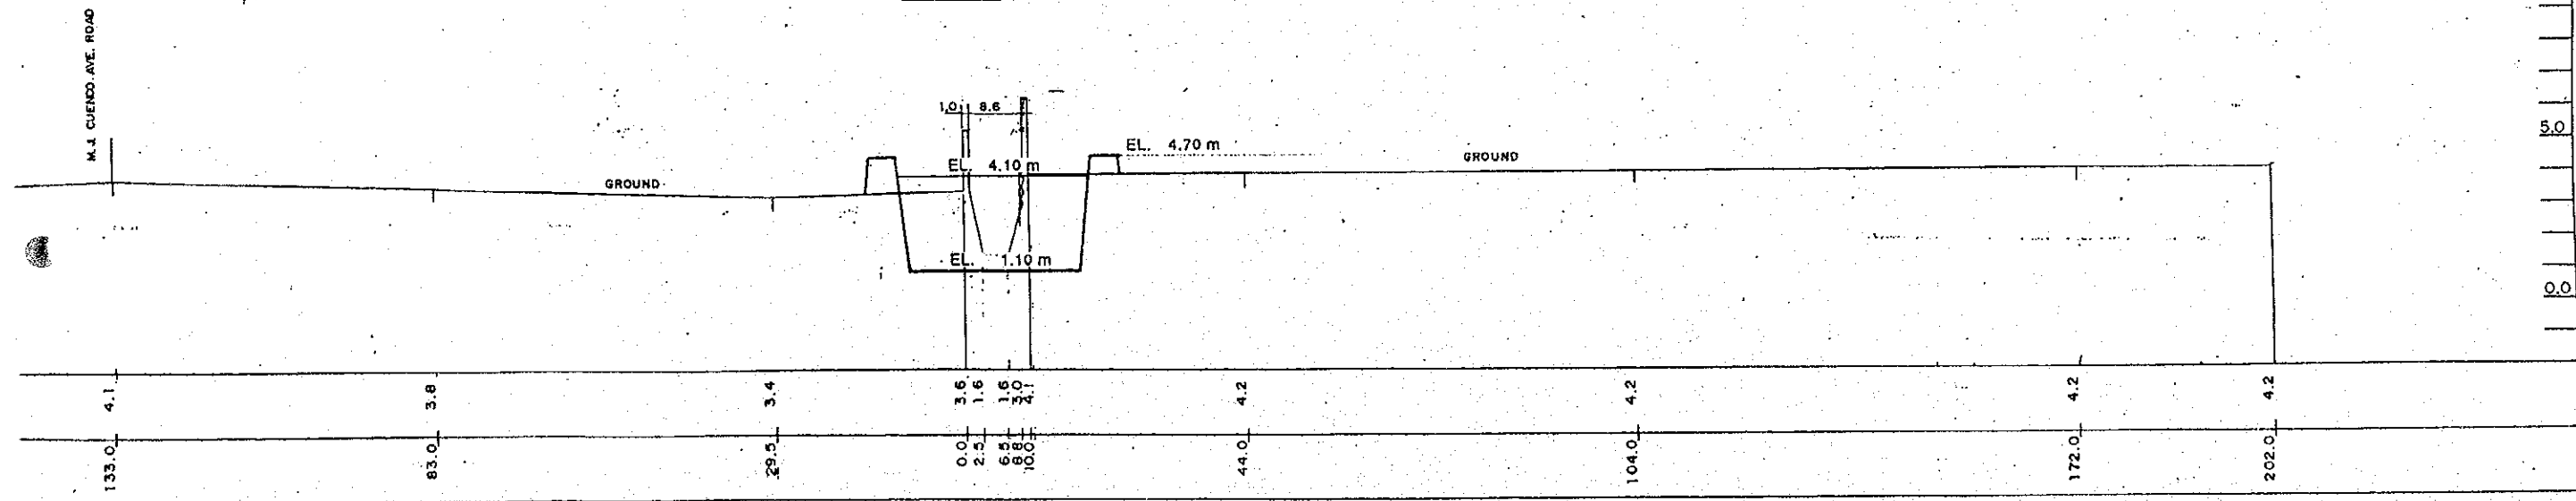 M. J. CUENCO. AVE. ROAD
1.0 8.6
5.0
EL. 4.70 m
GROUND
EL. 4.10 m
GROUND
EL. 1.10 m
0.0
4.1 3.8 3.4 3.6 1.6 1.6 3.0 4.1 4.2 4.2 4.2 4.2
133.0 83.0 29.5 0.0 2.5 6.5 8.8 10.0 44.0 104.0 172.0 202.0